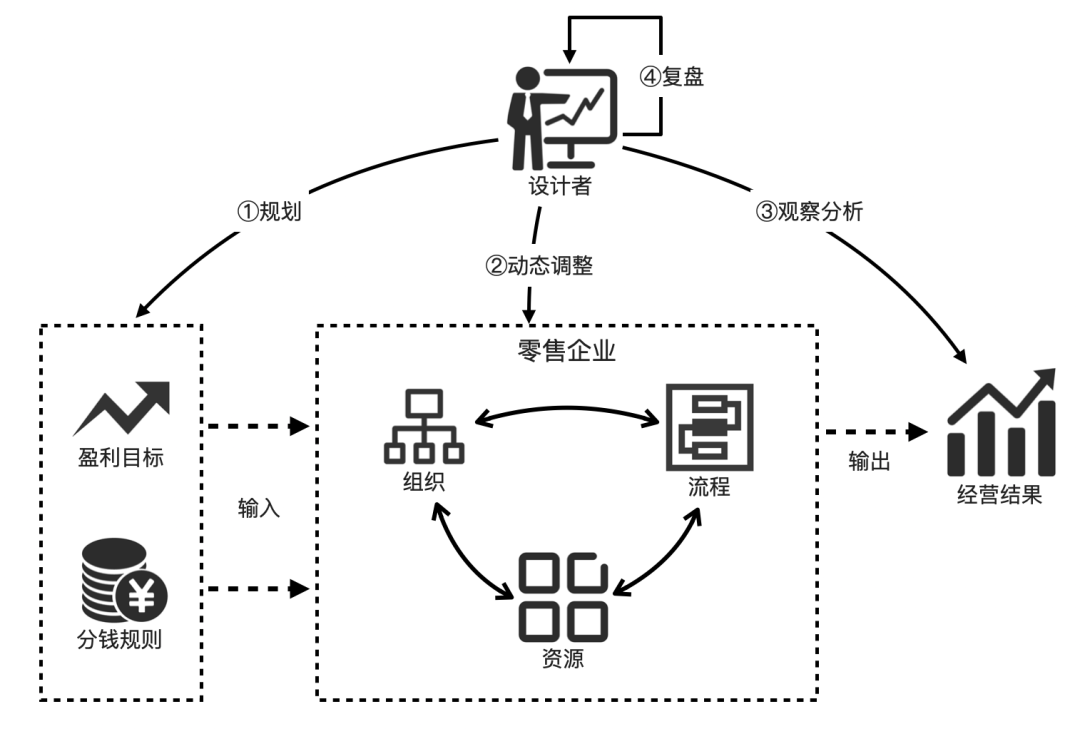 ④复盘
设计者
①规划
③观察分析
②动态调整
零售企业
盈利目标
组织
流程
输入
输出
经营结果
¥
分钱规则
资源